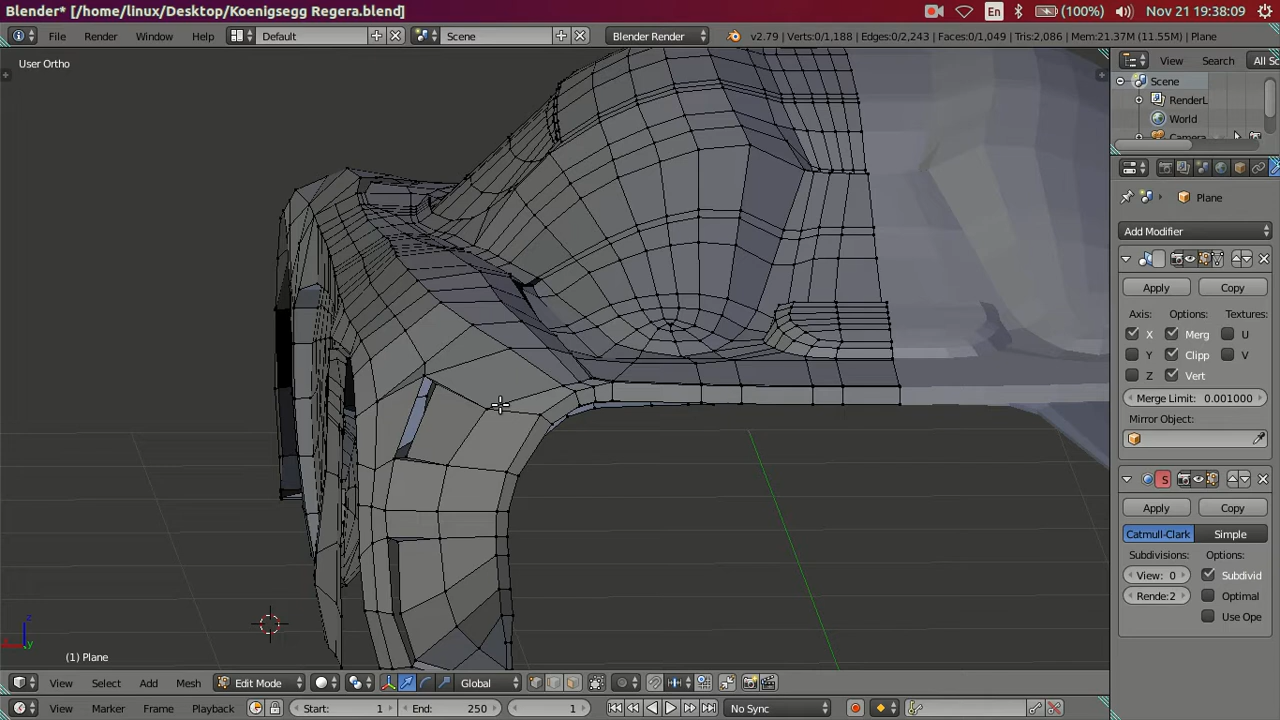 Blender* [/home/linux/Desktop/Koenigsegg Regera.blend] En (100%) Nov 21 19:38:09
File Render Window Help Default Scene Blender Render v2.79 | Verts:0/1,188 | Edges:0/2,243 | Faces:0/1,049 | Tris:2,086 | Mem:21.37M (11.55M) | Plane
User Ortho
View Search All Sc
Scene
RenderL
World
Camera
Plane
Add Modifier
Apply Copy
Axis: Options: Textures:
X Merg U
Y Clipp V
Z Vert
Merge Limit: 0.001000
Mirror Object:
S
Apply Copy
Catmull-Clark Simple
Subdivisions: Options:
View: 0 Subdivid
Rende:2 Optimal
Use Ope
z
y
(1) Plane
View Select Add Mesh Edit Mode Global
View Marker Frame Playback Start: 1 End: 250 1 No Sync